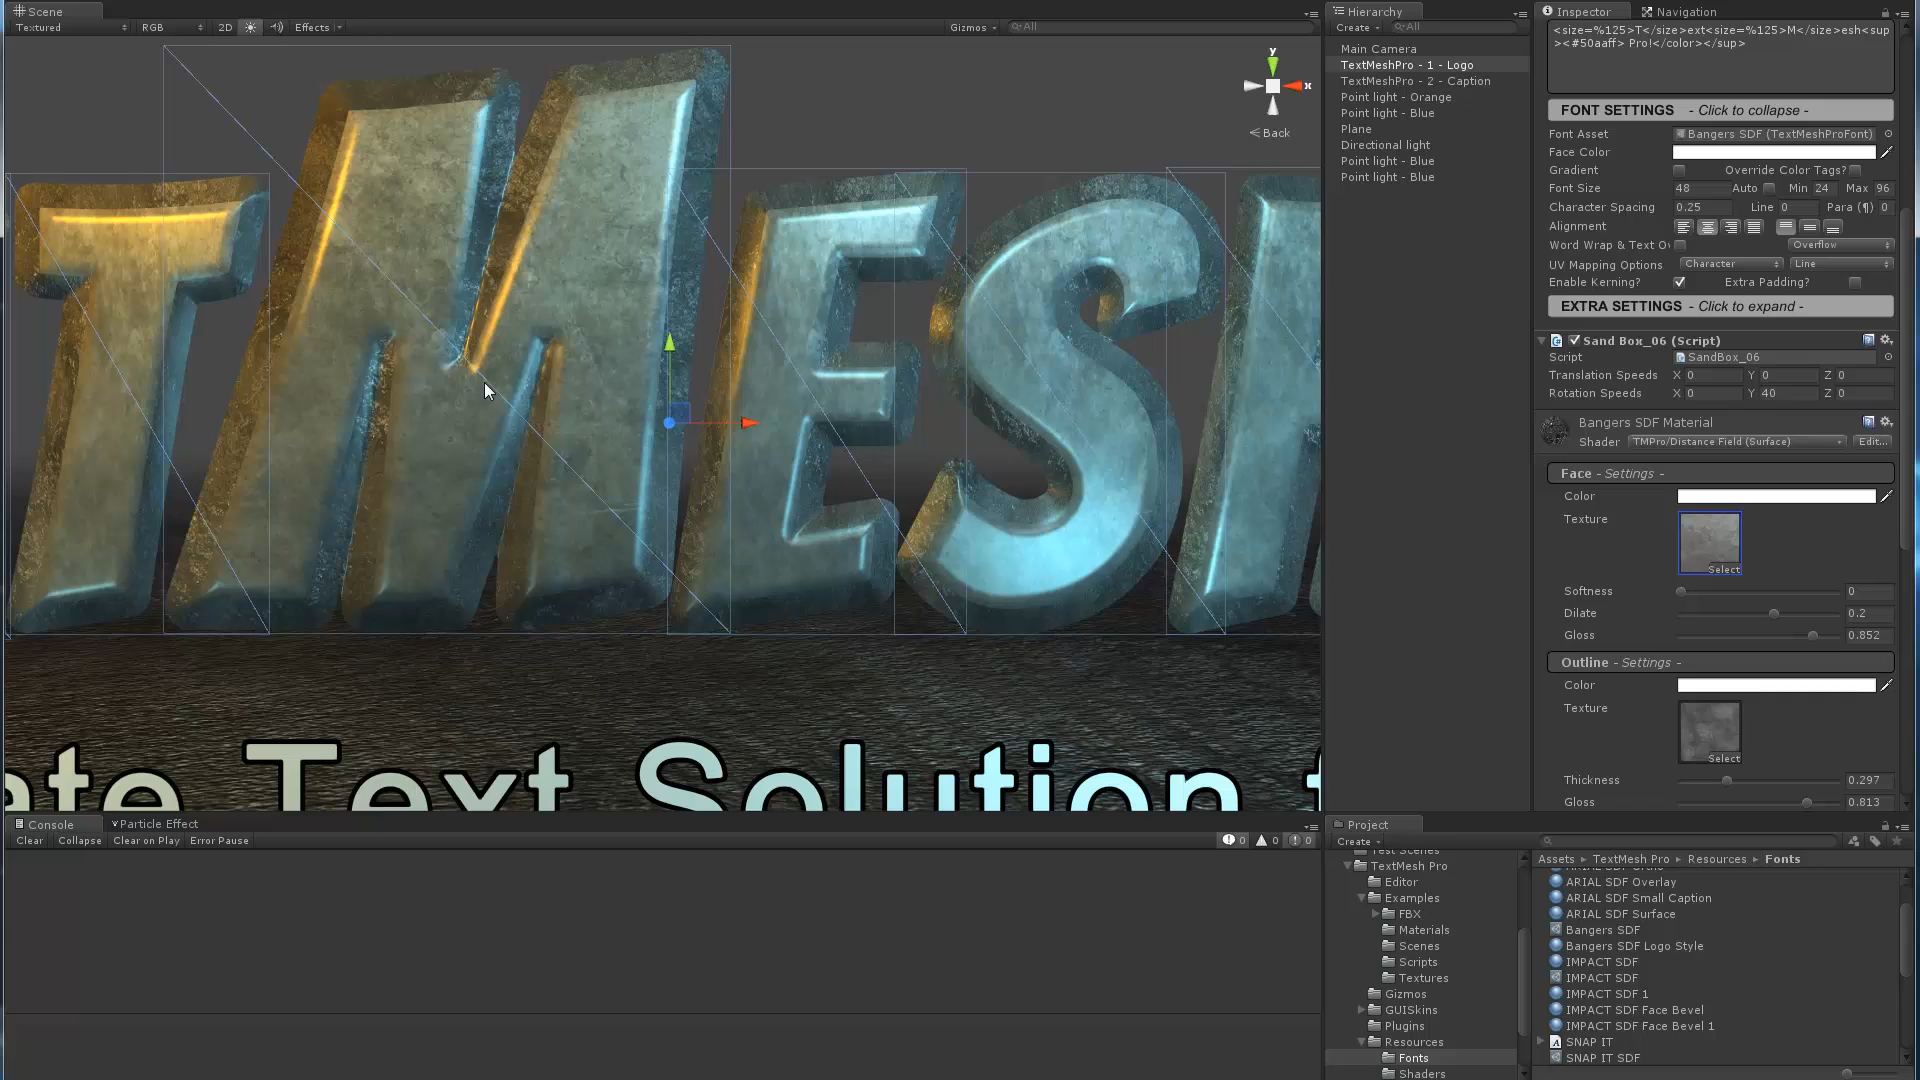 Scene
Textured RGB 2D Effects Gizmos All
y
x
Back
T M E S
ate Text Solution f
Console Particle Effect
Clear Collapse Clear on Play Error Pause 0 0 0
Hierarchy
Create All
Main Camera
TextMeshPro - 1 - Logo
TextMeshPro - 2 - Caption
Point light - Orange
Point light - Blue
Plane
Directional light
Point light - Blue
Point light - Blue
Inspector Navigation
<size=%125>T</size>ext<size=%125>M</size>esh<sup
><#50aaff> Pro!</color></sup>
FONT SETTINGS - Click to collapse -
Font Asset Bangers SDF (TextMeshProFont)
Face Color
Gradient Override Color Tags?
Font Size 48 Auto Min 24 Max 96
Character Spacing 0.25 Line 0 Para (¶) 0
Alignment
Word Wrap & Text O Overflow
UV Mapping Options Character Line
Enable Kerning? Extra Padding?
EXTRA SETTINGS - Click to expand -
Sand Box_06 (Script)
Script SandBox_06
Translation Speeds X 0 Y 0 Z 0
Rotation Speeds X 0 Y 40 Z 0
Bangers SDF Material
Shader TMPro/Distance Field (Surface) Edit...
Face - Settings -
Color
Texture
Select
Softness 0
Dilate 0.2
Gloss 0.852
Outline - Settings -
Color
Texture
Select
Thickness 0.297
Gloss 0.813
Project
Create
Test Scenes
TextMesh Pro
Editor
Examples
FBX
Materials
Scenes
Scripts
Textures
Gizmos
GUISkins
Plugins
Resources
Fonts
Shaders
Assets TextMesh Pro Resources Fonts
ARIAL SDF Overlay
ARIAL SDF Small Caption
ARIAL SDF Surface
Bangers SDF
Bangers SDF Logo Style
IMPACT SDF
IMPACT SDF
IMPACT SDF 1
IMPACT SDF Face Bevel
IMPACT SDF Face Bevel 1
SNAP IT
SNAP IT SDF